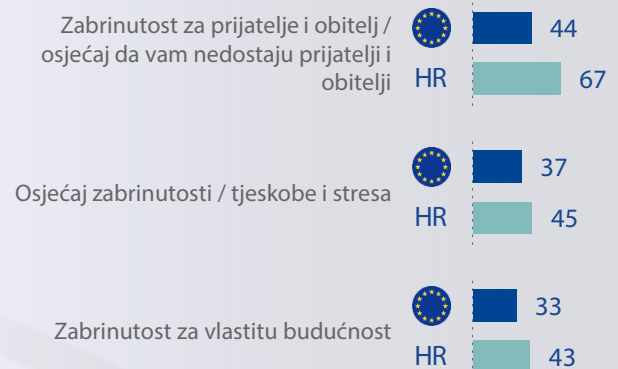 Zabrinutost za prijatelje i obitelj /
osjećaj da vam nedostaju prijatelji i
obitelji
44
HR 67
Osjećaj zabrinutosti / tjeskobe i stresa
37
HR 45
Zabrinutost za vlastitu budućnost
33
HR 43